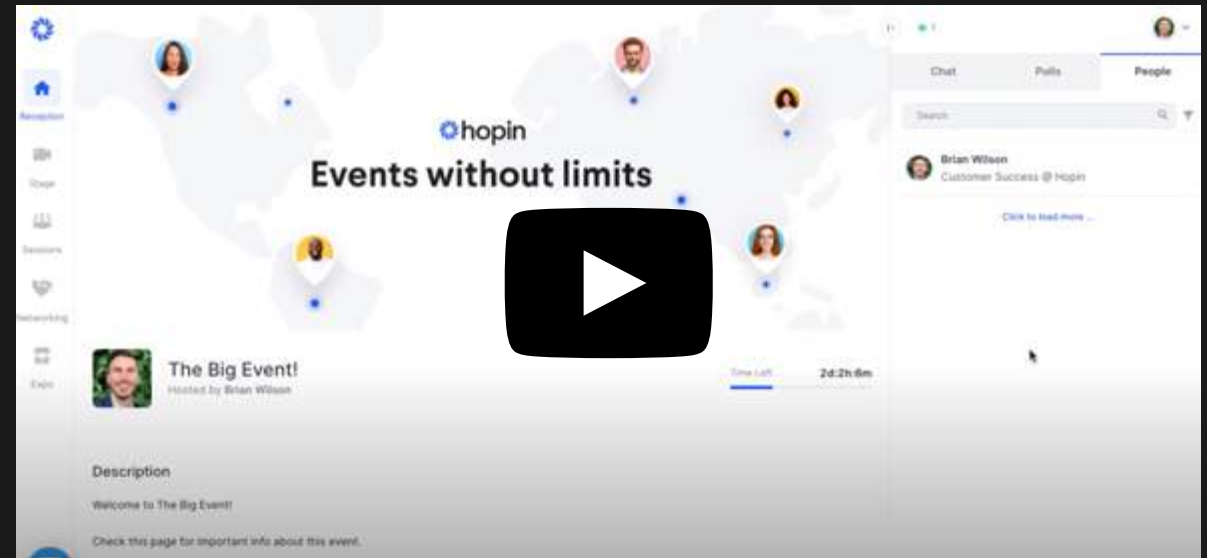 Reception
Stage
Sessions
Networking
Expo
hopin
Events without limits
The Big Event!
Hosted by Brian Wilson
Time Left
2d:2h:6m
Description
Welcome to The Big Event!
Check this page for important info about this event.
Chat
Polls
People
Search
Brian Wilson
Customer Success @ Hopin
Click to load more ...